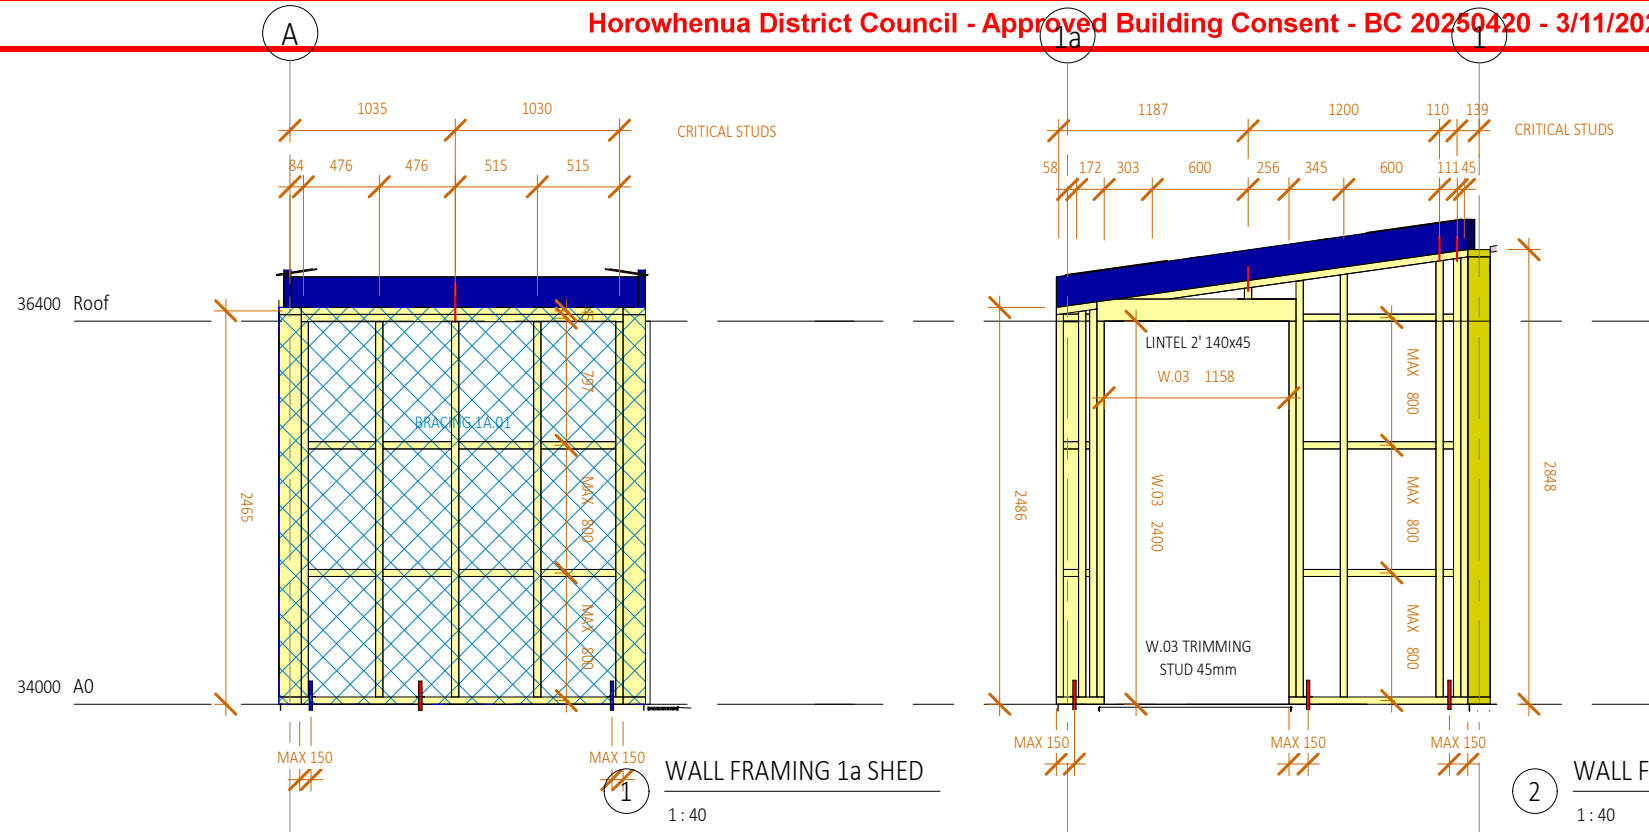 Horowhenua District Council - Approved Building Consent - BC 20250420 - 3/11/202
A
1a
1
1035 1030
CRITICAL STUDS
84 476 476 515 515
1187 1200 110 139
CRITICAL STUDS
58 172 303 600 256 345 600 111 45
36400 Roof
45
797
BRACING 1A.01
MAX 800
MAX 800
2465
34000 A0
MAX 150
MAX 150
1
WALL FRAMING 1a SHED
1 : 40
LINTEL 2' 140x45
W.03 1158
W.03 2400
W.03 TRIMMING
STUD 45mm
MAX 800
MAX 800
MAX 800
2486
2848
MAX 150
MAX 150
MAX 150
2
WALL F
1 : 40